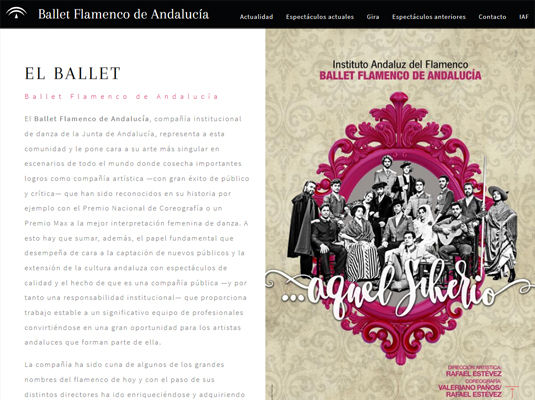 Ballet Flamenco de Andalucía
Actualidad
Espectáculos actuales
Gira
Espectáculos anteriores
Contacto
IAF
EL BALLET
Ballet Flamenco de Andalucía
El Ballet Flamenco de Andalucía, compañía institucional
de danza de la Junta de Andalucía, representa a esta
comunidad y le pone cara a su arte más singular en
escenarios de todo el mundo donde cosecha importantes
logros como compañía artística —con gran éxito de público
y crítica— que han sido reconocidos en su historia por
ejemplo con el Premio Nacional de Coreografía o un
Premio Max a la mejor interpretación femenina de danza. A
esto hay que sumar, además, el papel fundamental que
desempeña de cara a la captación de nuevos públicos y la
extensión de la cultura andaluza con espectáculos de
calidad y el hecho de que es una compañía pública —y por
tanto una responsabilidad institucional— que proporciona
trabajo estable a un significativo equipo de profesionales
convirtiéndose en una gran oportunidad para los artistas
andaluces que forman parte de ella.
La compañía ha sido cuna de algunos de los grandes
nombres del flamenco de hoy y con el paso de sus
distintos directores ha ido enriqueciéndose y adquiriendo
Instituto Andaluz del Flamenco
BALLET FLAMENCO DE ANDALUCÍA
...aquel Silverio
DIRECCIÓN ARTÍSTICA:
RAFAEL ESTÉVEZ
COREOGRAFÍA:
VALERIANO PAÑOS/
RAFAEL ESTÉVEZ